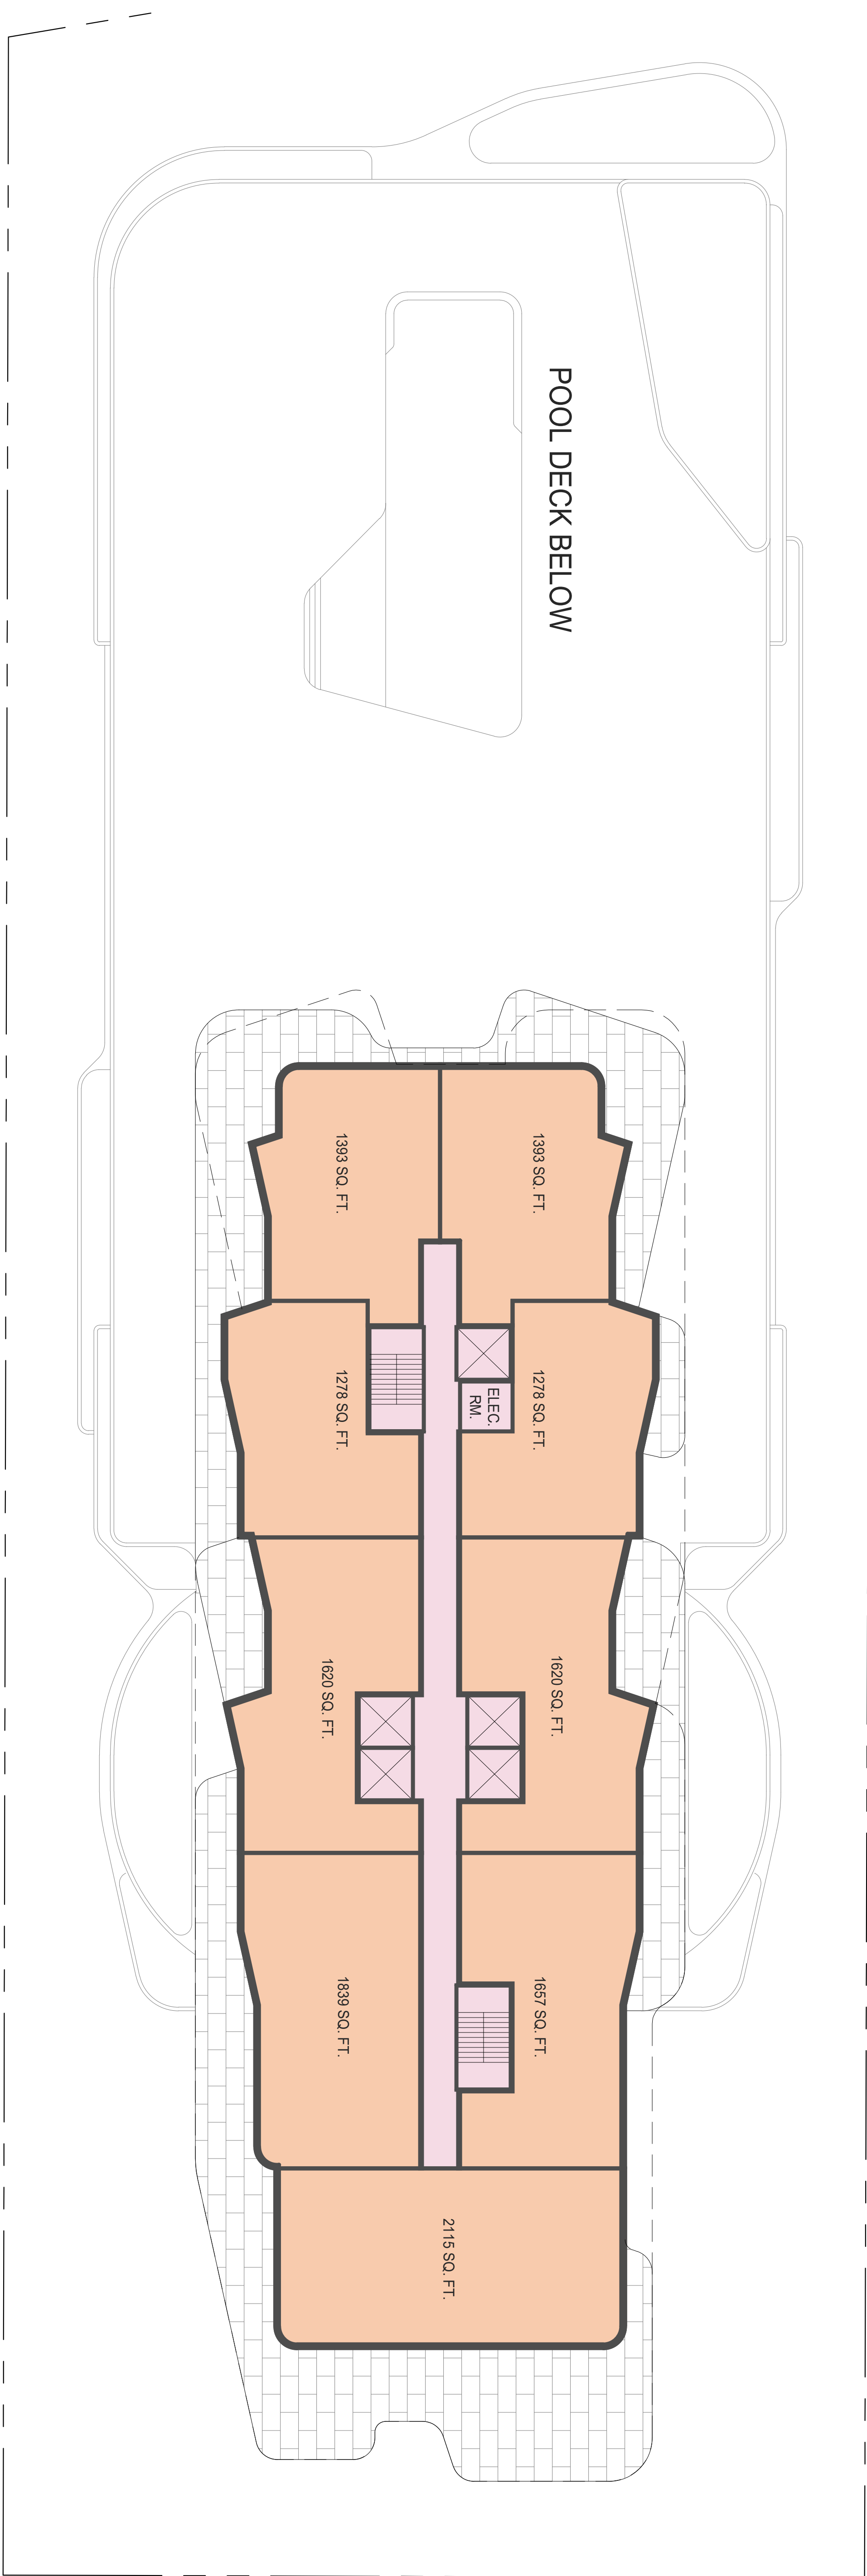 POOL DECK BELOW
1393 SQ. FT.
1393 SQ. FT.
1278 SQ. FT.
ELEC.
RM.
1278 SQ. FT.
1620 SQ. FT.
1620 SQ. FT.
1839 SQ. FT.
1657 SQ. FT.
2115 SQ. FT.